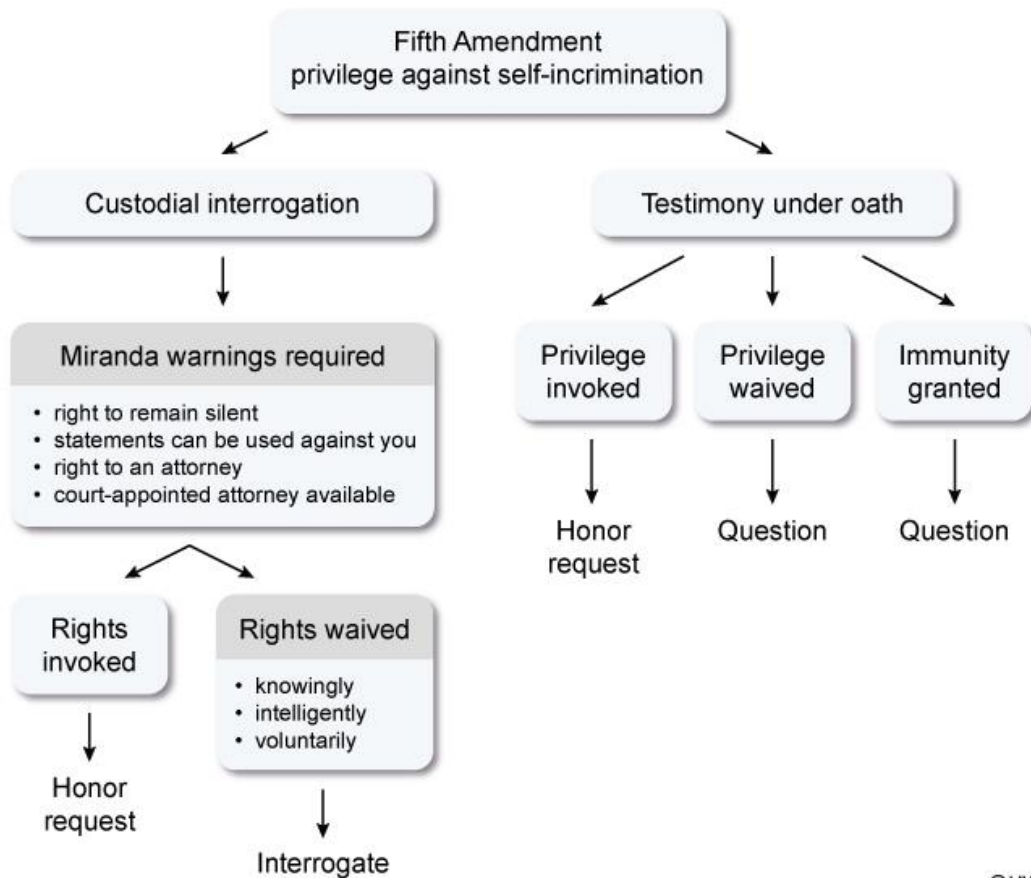 Fifth Amendment
privilege against self-incrimination
Custodial interrogation
Testimony under oath
Miranda warnings required
• right to remain silent
• statements can be used against you
• right to an attorney
• court-appointed attorney available
Privilege
invoked
Privilege
waived
Immunity
granted
Honor
request
Question
Question
Rights
invoked
Rights waived
• knowingly
• intelligently
• voluntarily
Honor
request
Interrogate